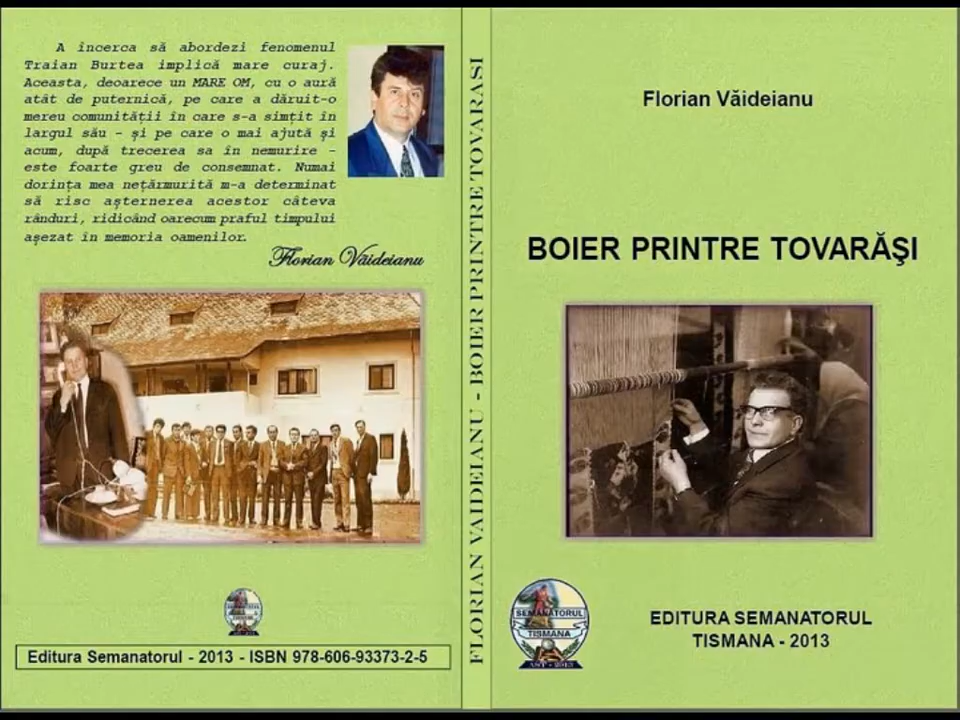 A încerca să abordezi fenomenul
Traian Burtea implică mare curaj.
Aceasta, deoarece un MARE OM, cu o aură
atât de puternică, pe care a dăruit-o
mereu comunității în care s-a simțit în
largul său - și pe care o mai ajută și
acum, după trecerea sa în nemurire -
este foarte greu de consemnat. Numai
dorința mea nețărmurită m-a determinat
să risc așternerea acestor câteva
rânduri, ridicând oarecum praful timpului
așezat în memoria oamenilor.
Florian Văideianu
Editura Semanatorul - 2013 - ISBN 978-606-93373-2-5
FLORIAN VAIDEIANU - BOIER PRINTRE TOVARASI
Florian Văideianu
BOIER PRINTRE TOVARĂŞI
SEMANATORUL
TISMANA
EDITURA SEMANATORUL
TISMANA - 2013